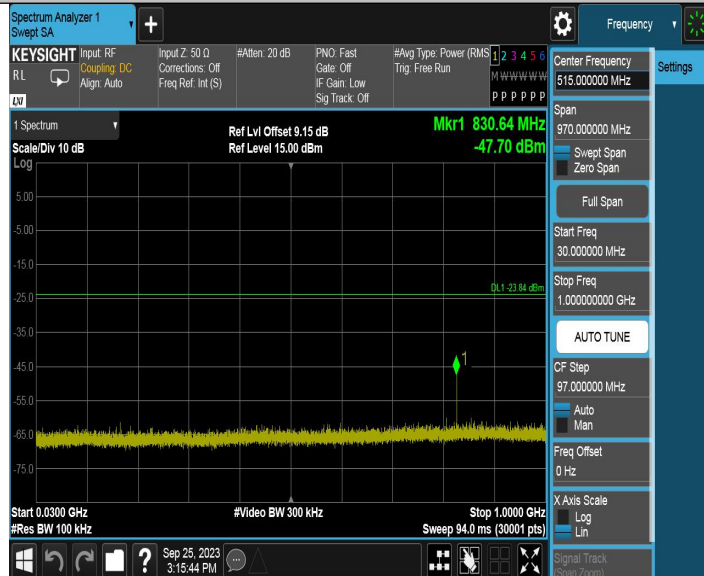 Spectrum Analyzer 1
Swept SA
Frequency
KEYSIGHT
RL
LXI
Input: RF
Coupling: DC
Align: Auto
Input Z: 50 Ω
Corrections: Off
Freq Ref: Int (S)
#Atten: 20 dB
PNO: Fast
Gate: Off
IF Gain: Low
Sig Track: Off
#Avg Type: Power (RMS
Trig: Free Run
1 2 3 4 5 6
M W W W W W
P P P P P P
Center Frequency
515.000000 MHz
Settings
Span
970.000000 MHz
Swept Span
Zero Span
Full Span
Start Freq
30.000000 MHz
Stop Freq
1.000000000 GHz
AUTO TUNE
CF Step
97.000000 MHz
Auto
Man
Freq Offset
0 Hz
X Axis Scale
Log
Lin
Signal Track
(Span Zoom)
1 Spectrum
Scale/Div 10 dB
Ref Lvl Offset 9.15 dB
Ref Level 15.00 dBm
Mkr1 830.64 MHz
-47.70 dBm
Log
5.00
-5.00
-15.0
-25.0
-35.0
-45.0
-55.0
-65.0
-75.0
DL1 -23.84 dBm
1
Start 0.0300 GHz
#Res BW 100 kHz
#Video BW 300 kHz
Stop 1.0000 GHz
Sweep 94.0 ms (30001 pts)
?
Sep 25, 2023
3:15:44 PM